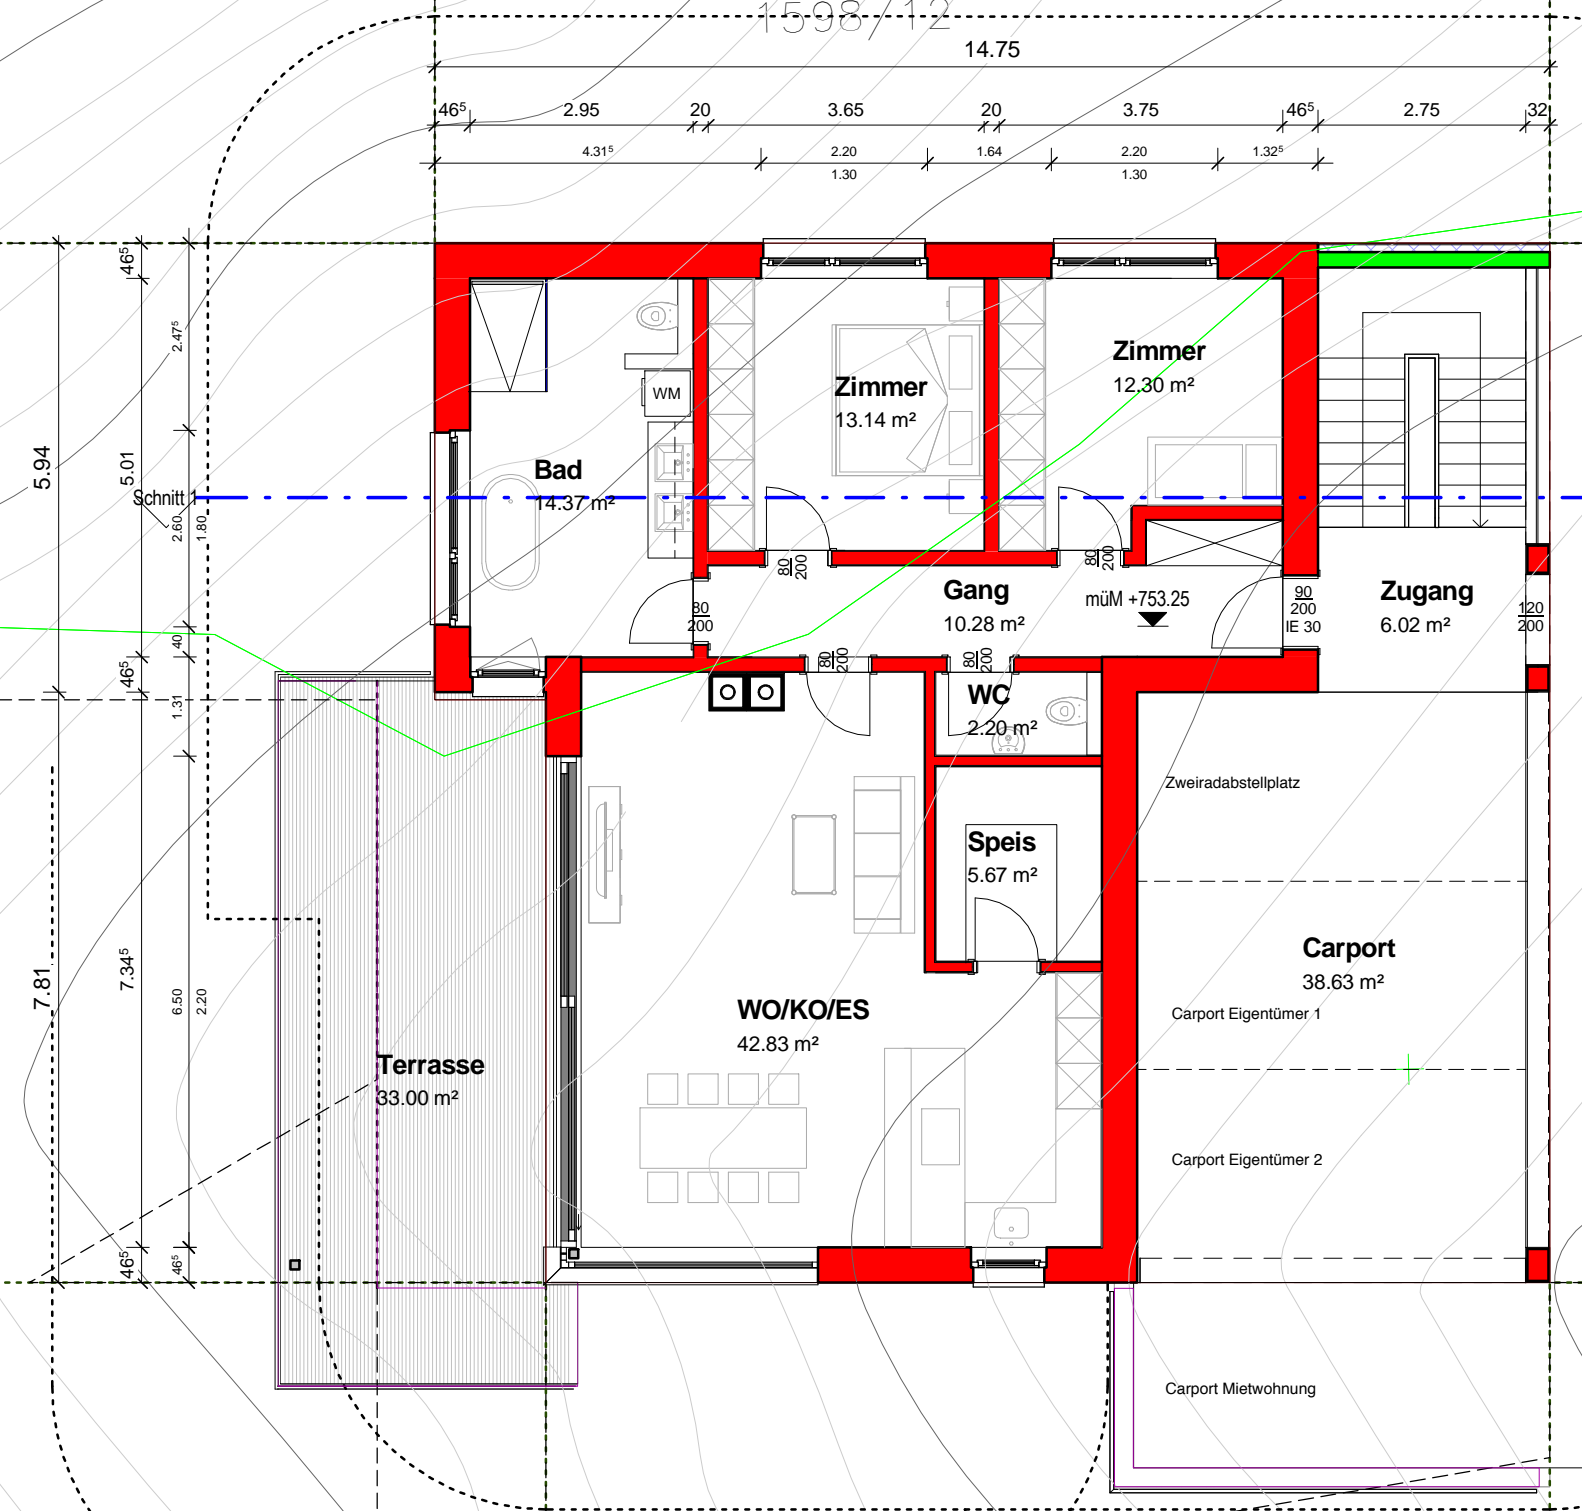 1598/12
14.75
46⁵ 2.95 20 3.65 20 3.75 46⁵ 2.75 32
4.31⁵ 2.20 1.64 2.20 1.32⁵
1.30 1.30
46⁵
2.47⁵
5.94
5.01
Schnitt 1
2.60
1.80
40
46⁵
1.31
7.81
7.34⁵
6.50
2.20
46⁵
46⁵
WM
Bad
14.37 m²
Zimmer
13.14 m²
Zimmer
12.30 m²
80
200
80
200
80
200
Gang
10.28 m²
müM +753.25
90
200
IE 30
Zugang
6.02 m²
120
200
80
200
80
200
WC
2.20 m²
Zweiradabstellplatz
Speis
5.67 m²
Carport
38.63 m²
WO/KO/ES
42.83 m²
Carport Eigentümer 1
Terrasse
33.00 m²
Carport Eigentümer 2
Carport Mietwohnung